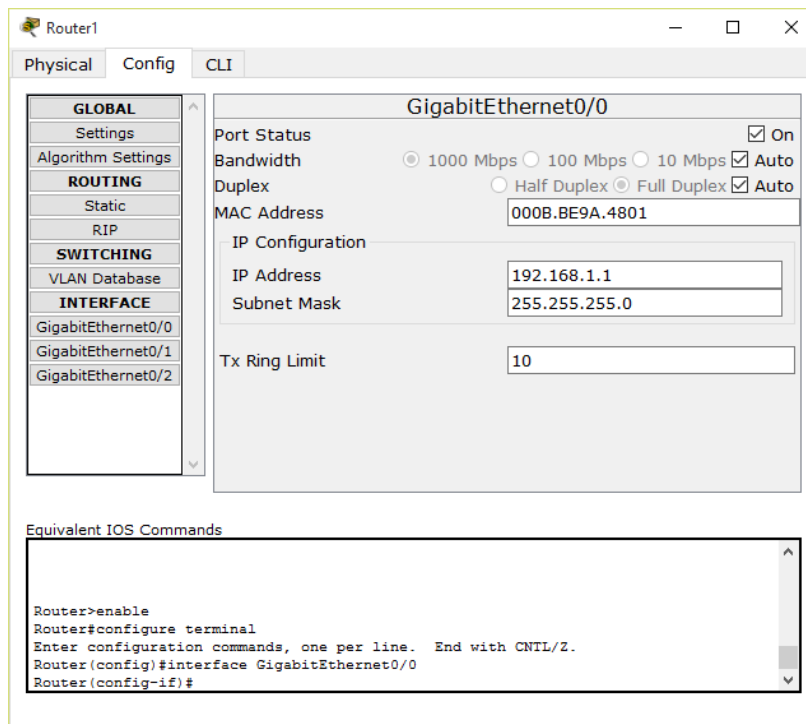 Router1
Physical Config CLI
GLOBAL
Settings
Algorithm Settings
ROUTING
Static
RIP
SWITCHING
VLAN Database
INTERFACE
GigabitEthernet0/0
GigabitEthernet0/1
GigabitEthernet0/2
GigabitEthernet0/0
Port Status On
Bandwidth 1000 Mbps 100 Mbps 10 Mbps Auto
Duplex Half Duplex Full Duplex Auto
MAC Address 000B.BE9A.4801
IP Configuration
IP Address 192.168.1.1
Subnet Mask 255.255.255.0
Tx Ring Limit 10
Equivalent IOS Commands
Router>enable
Router#configure terminal
Enter configuration commands, one per line. End with CNTL/Z.
Router(config)#interface GigabitEthernet0/0
Router(config-if)#